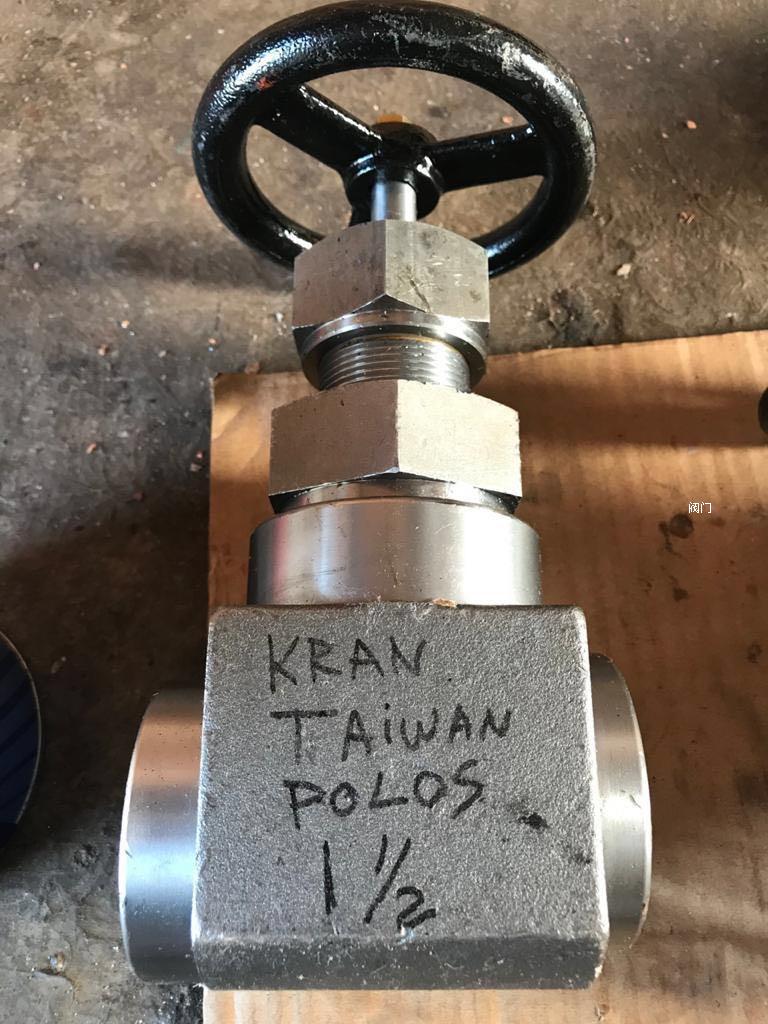 阀门
KRAN
TAiWAN
POLOS
1 1/2